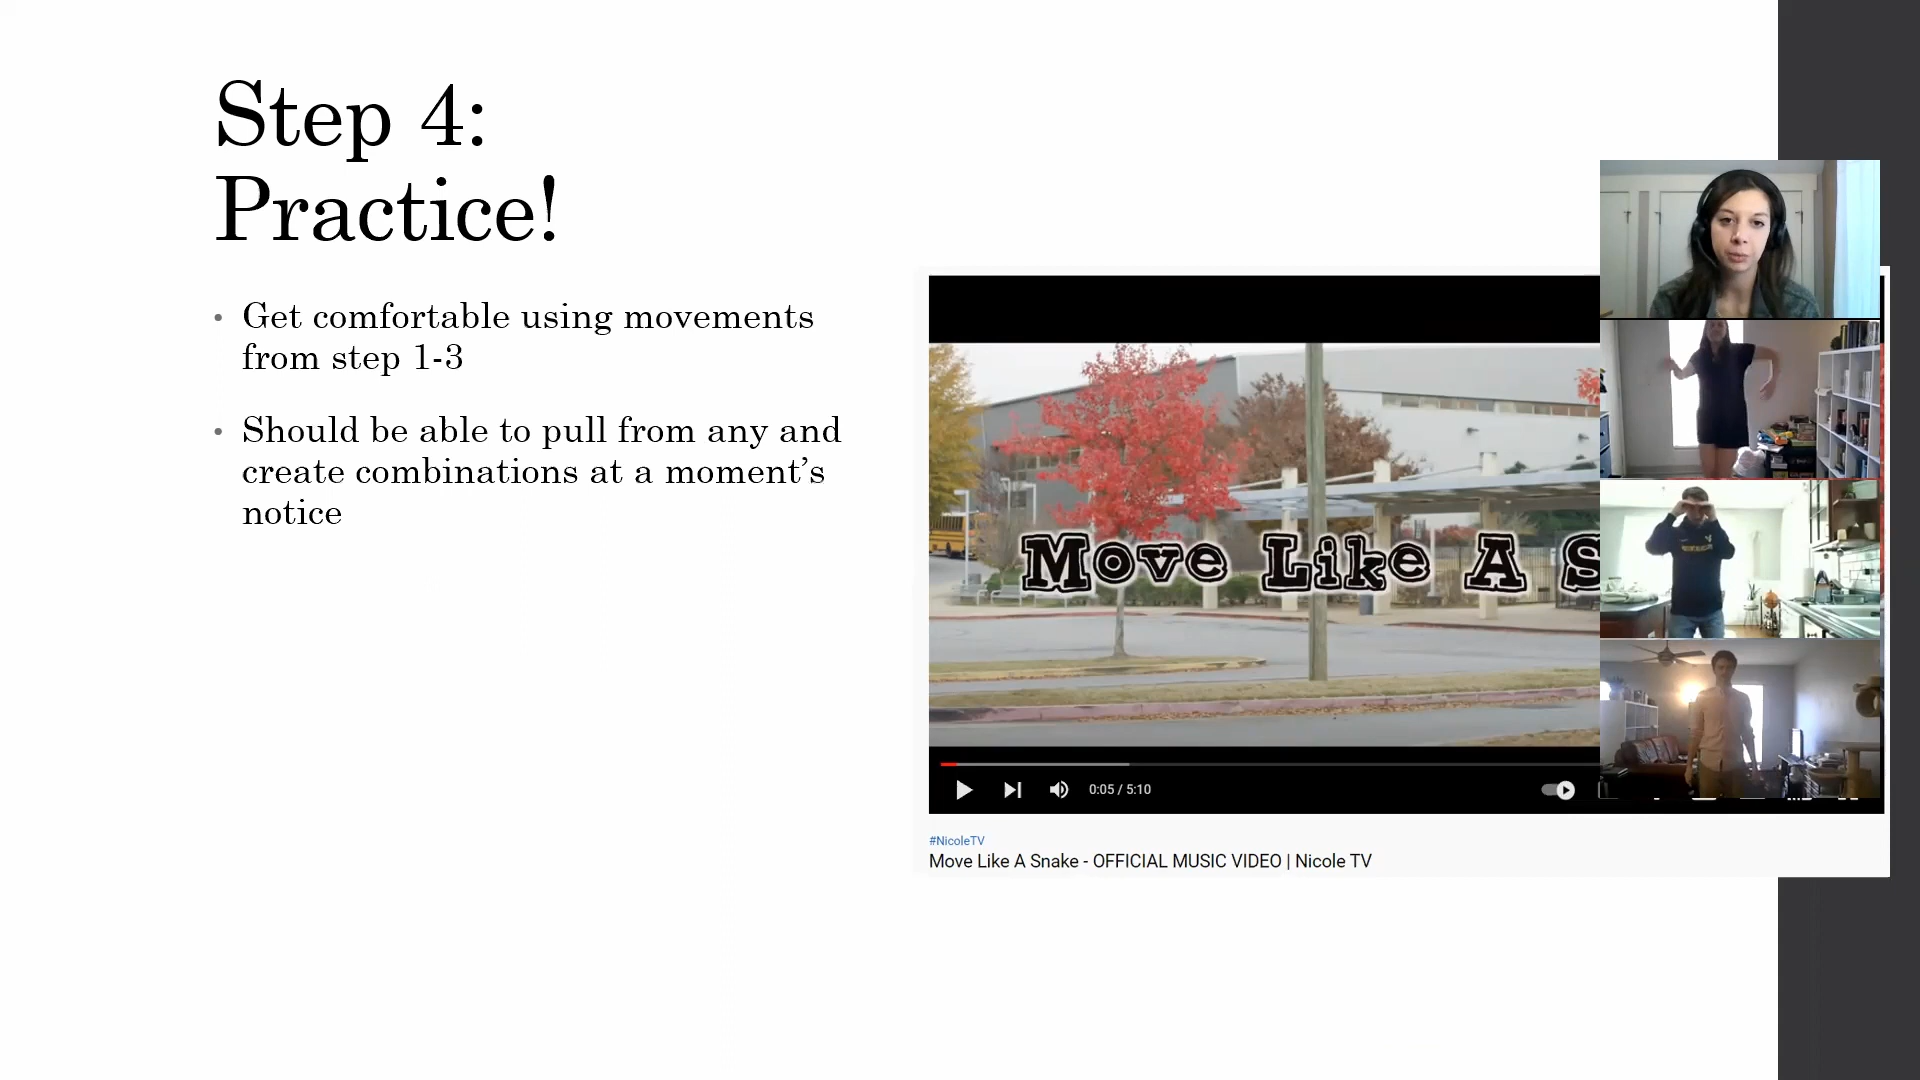 Step 4:
Practice!
• Get comfortable using movements
from step 1-3
• Should be able to pull from any and
create combinations at a moment’s
notice
Move Like A S
0:05 / 5:10
#NicoleTV
Move Like A Snake - OFFICIAL MUSIC VIDEO | Nicole TV